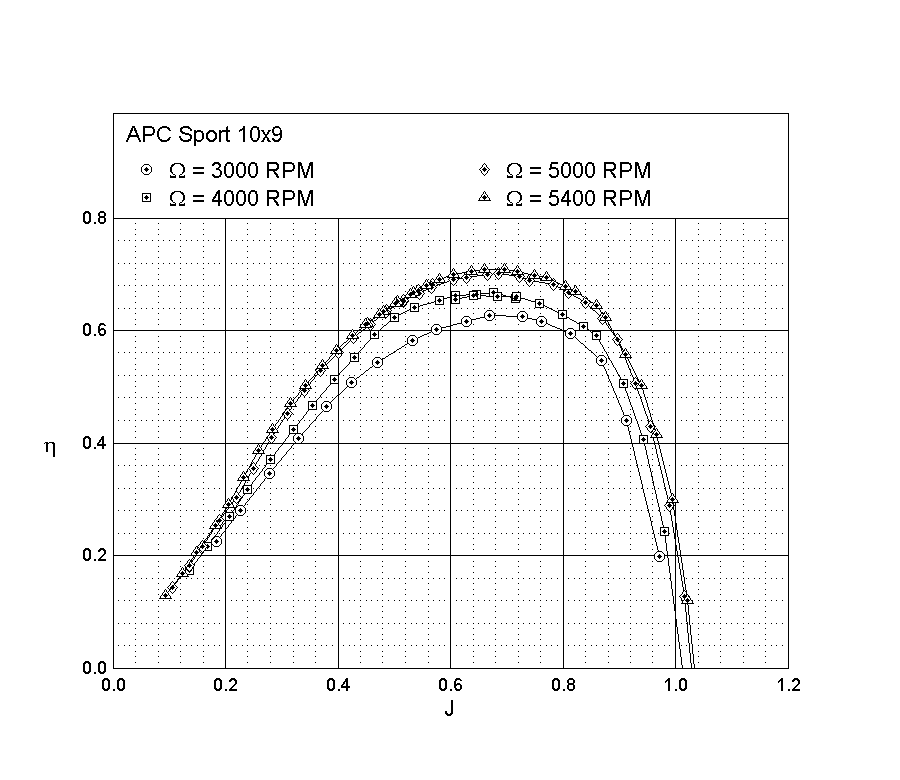 APC Sport 10x9
Ω = 3000 RPM
Ω = 5000 RPM
Ω = 4000 RPM
Ω = 5400 RPM
0.8
0.6
0.4
η
0.2
0.0
0.0 0.2 0.4 0.6 0.8 1.0 1.2
J